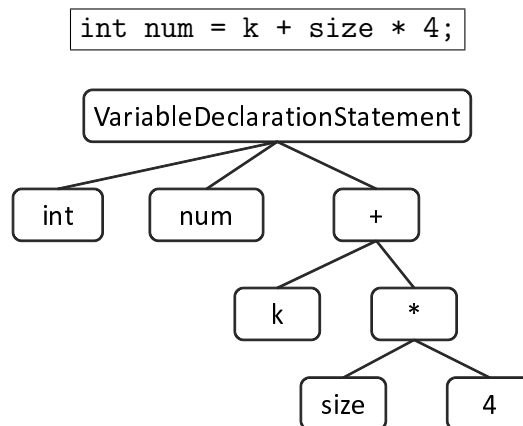 int num = k + size * 4;
VariableDeclarationStatement
int num +
k *
size 4